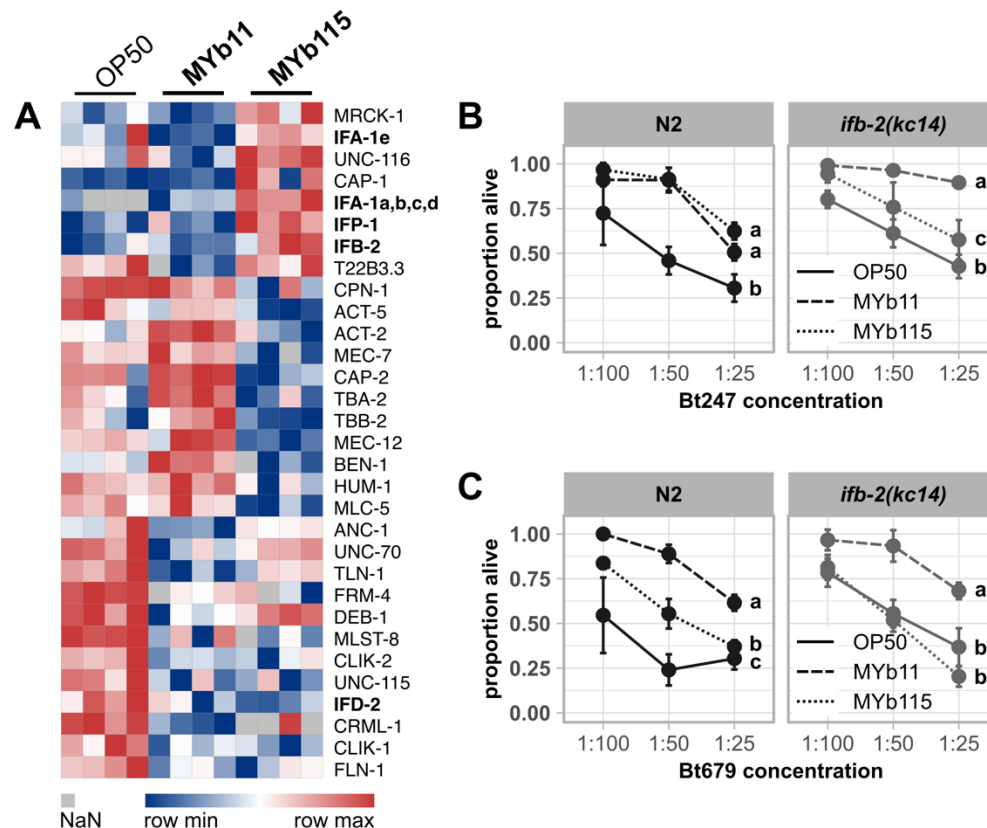 A
OP50
MYb11
MYb115
MRCK-1
IFA-1e
UNC-116
CAP-1
IFA-1a,b,c,d
IFP-1
IFB-2
T22B3.3
CPN-1
ACT-5
ACT-2
MEC-7
CAP-2
TBA-2
TBB-2
MEC-12
BEN-1
HUM-1
MLC-5
ANC-1
UNC-70
TLN-1
FRM-4
DEB-1
MLST-8
CLIK-2
UNC-115
IFD-2
CRML-1
CLIK-1
FLN-1
NaN
row min
row max
B
N2
ifb-2(kc14)
proportion alive
1.00
0.75
0.50
0.25
0.00
a
a
b
a
c
b
OP50
MYb11
MYb115
1:100 1:50 1:25
1:100 1:50 1:25
Bt247 concentration
C
N2
ifb-2(kc14)
proportion alive
1.00
0.75
0.50
0.25
0.00
a
b
c
a
b
b
OP50
MYb11
MYb115
1:100 1:50 1:25
1:100 1:50 1:25
Bt679 concentration